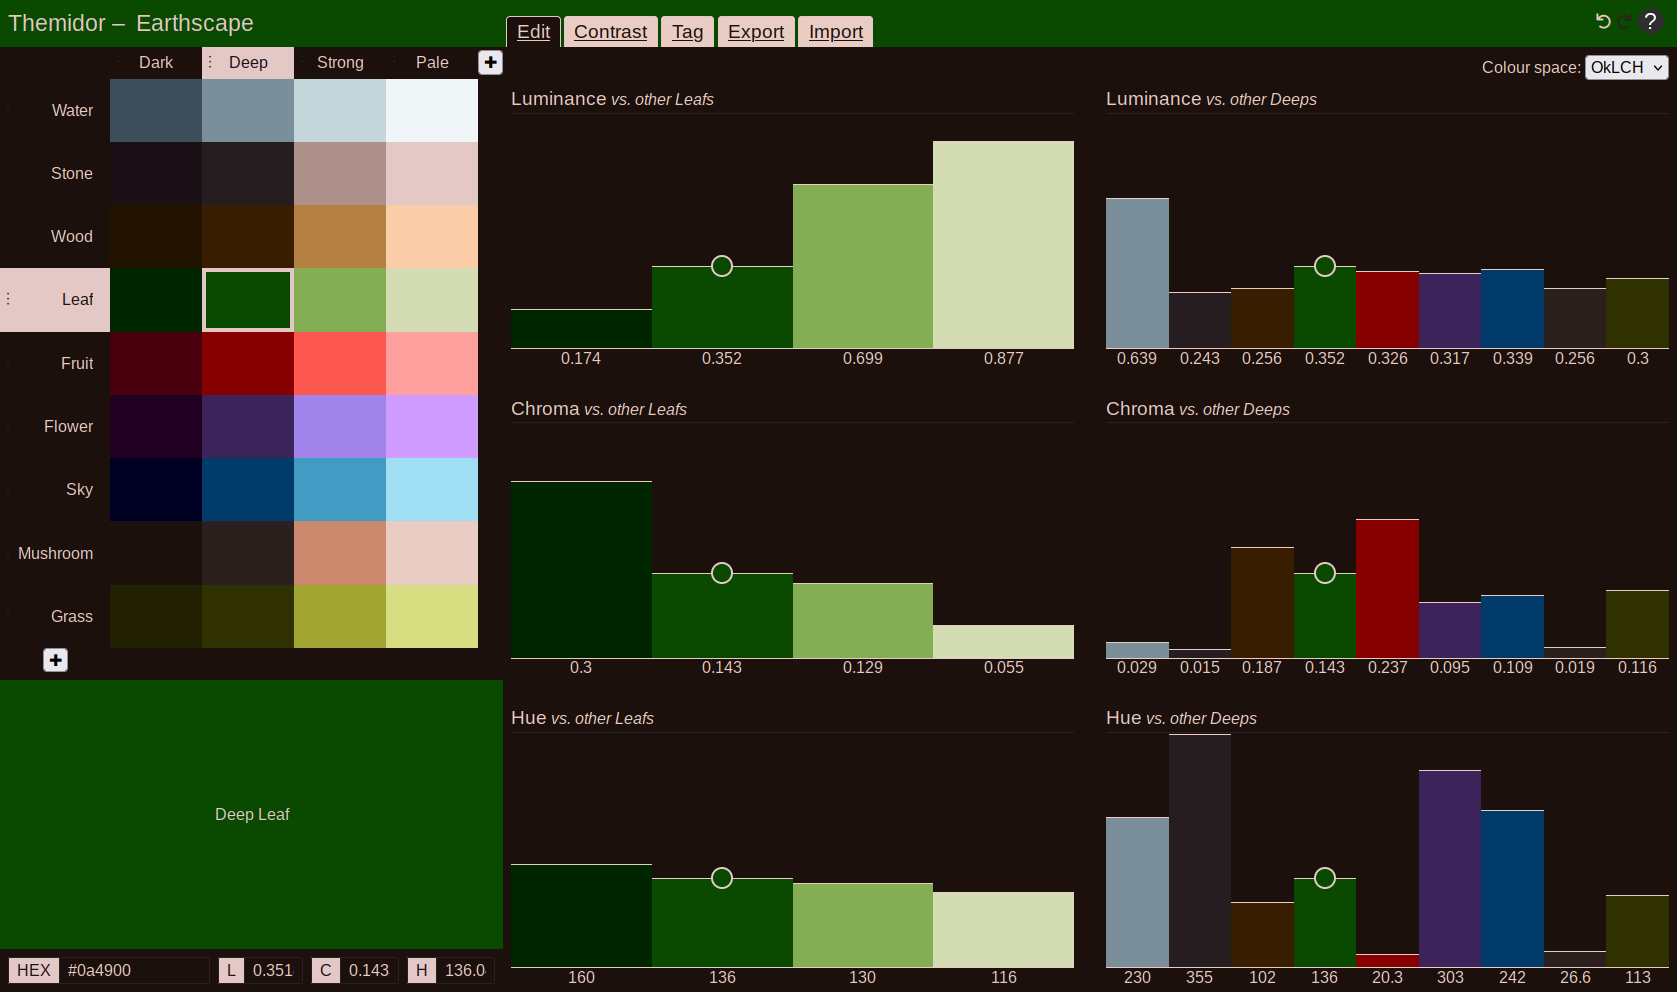 Themidor – Earthscape
Edit Contrast Tag Export Import
?
Dark Deep Strong Pale
Colour space: OkLCH
Water
Stone
Wood
Leaf
Fruit
Flower
Sky
Mushroom
Grass
Deep Leaf
HEX #0a4900 L 0.351 C 0.143 H 136.0
Luminance vs. other Leafs
0.174 0.352 0.699 0.877
Luminance vs. other Deeps
0.639 0.243 0.256 0.352 0.326 0.317 0.339 0.256 0.3
Chroma vs. other Leafs
0.3 0.143 0.129 0.055
Chroma vs. other Deeps
0.029 0.015 0.187 0.143 0.237 0.095 0.109 0.019 0.116
Hue vs. other Leafs
160 136 130 116
Hue vs. other Deeps
230 355 102 136 20.3 303 242 26.6 113